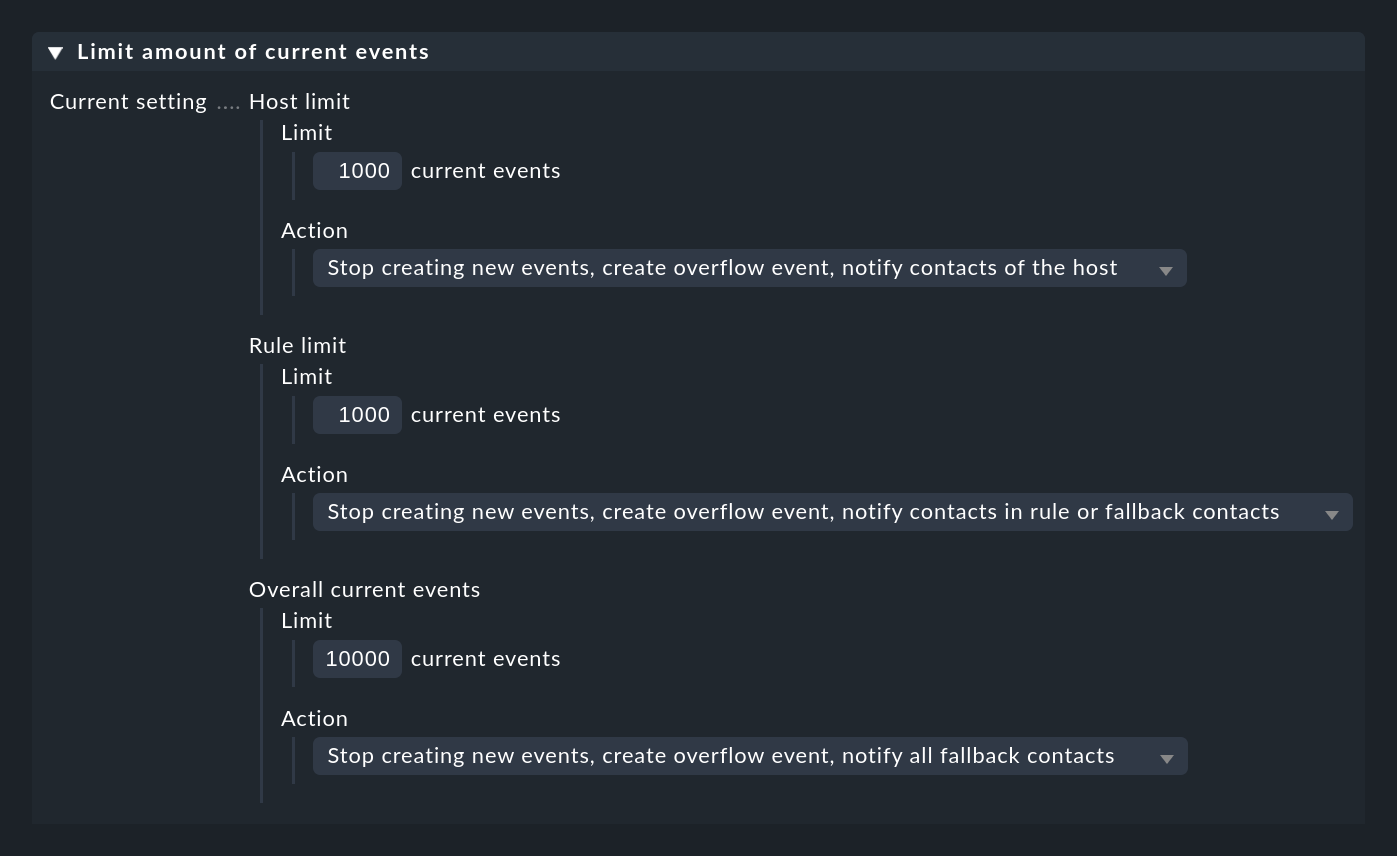 Limit amount of current events
Current setting .... Host limit
Limit
1000 current events
Action
Stop creating new events, create overflow event, notify contacts of the host
Rule limit
Limit
1000 current events
Action
Stop creating new events, create overflow event, notify contacts in rule or fallback contacts
Overall current events
Limit
10000 current events
Action
Stop creating new events, create overflow event, notify all fallback contacts